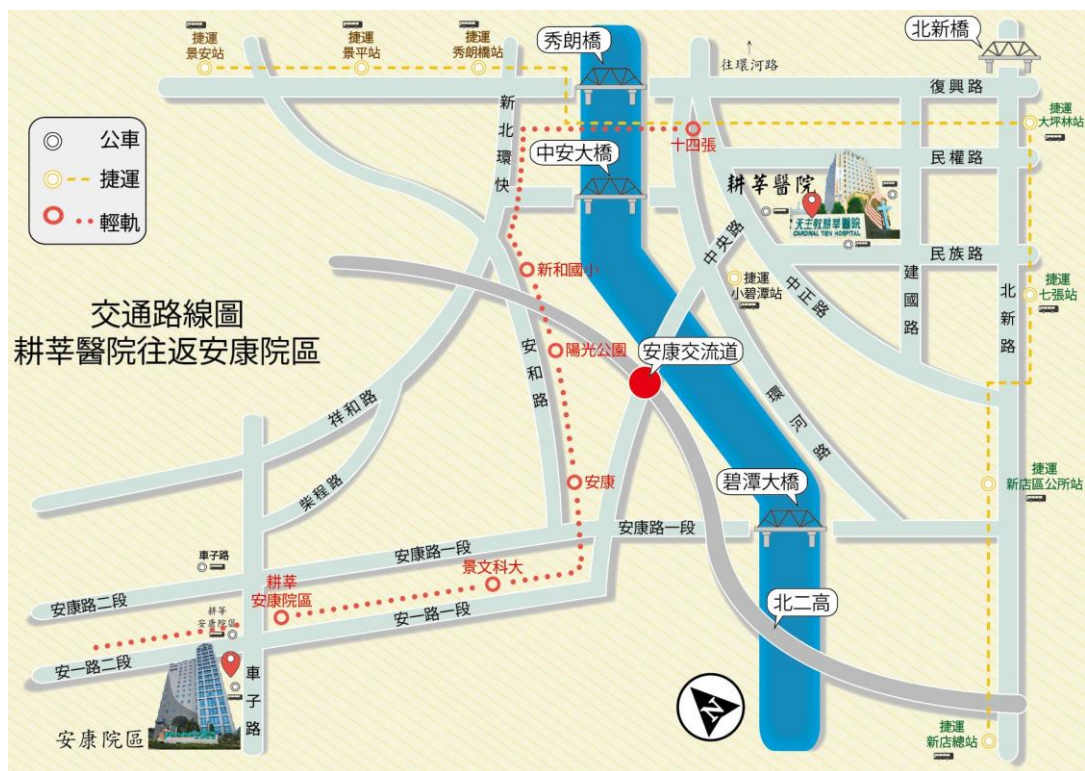 捷運
景安站
捷運
景平站
捷運
秀朗橋站
秀朗橋
往環河路
北新橋
復興路
公車
捷運
輕軌
新北環快
中安大橋
十四張
捷運
大坪林站
民權路
耕莘醫院
天主教耕莘醫院
CARDINAL TIEN HOSPITAL
中央路
民族路
新和國小
捷運
小碧潭站
中正路
建國路
北新路
捷運
七張站
交通路線圖
耕莘醫院往返安康院區
陽光公園
安康交流道
安和路
環河路
祥和路
柴程路
安康
碧潭大橋
捷運
新店區公所站
安康路一段
車子路
安康路一段
景文科大
耕莘
安康院區
安康路二段
耕莘
安康院區
安一路一段
北二高
安一路二段
車子路
N
安康院區
捷運
新店總站